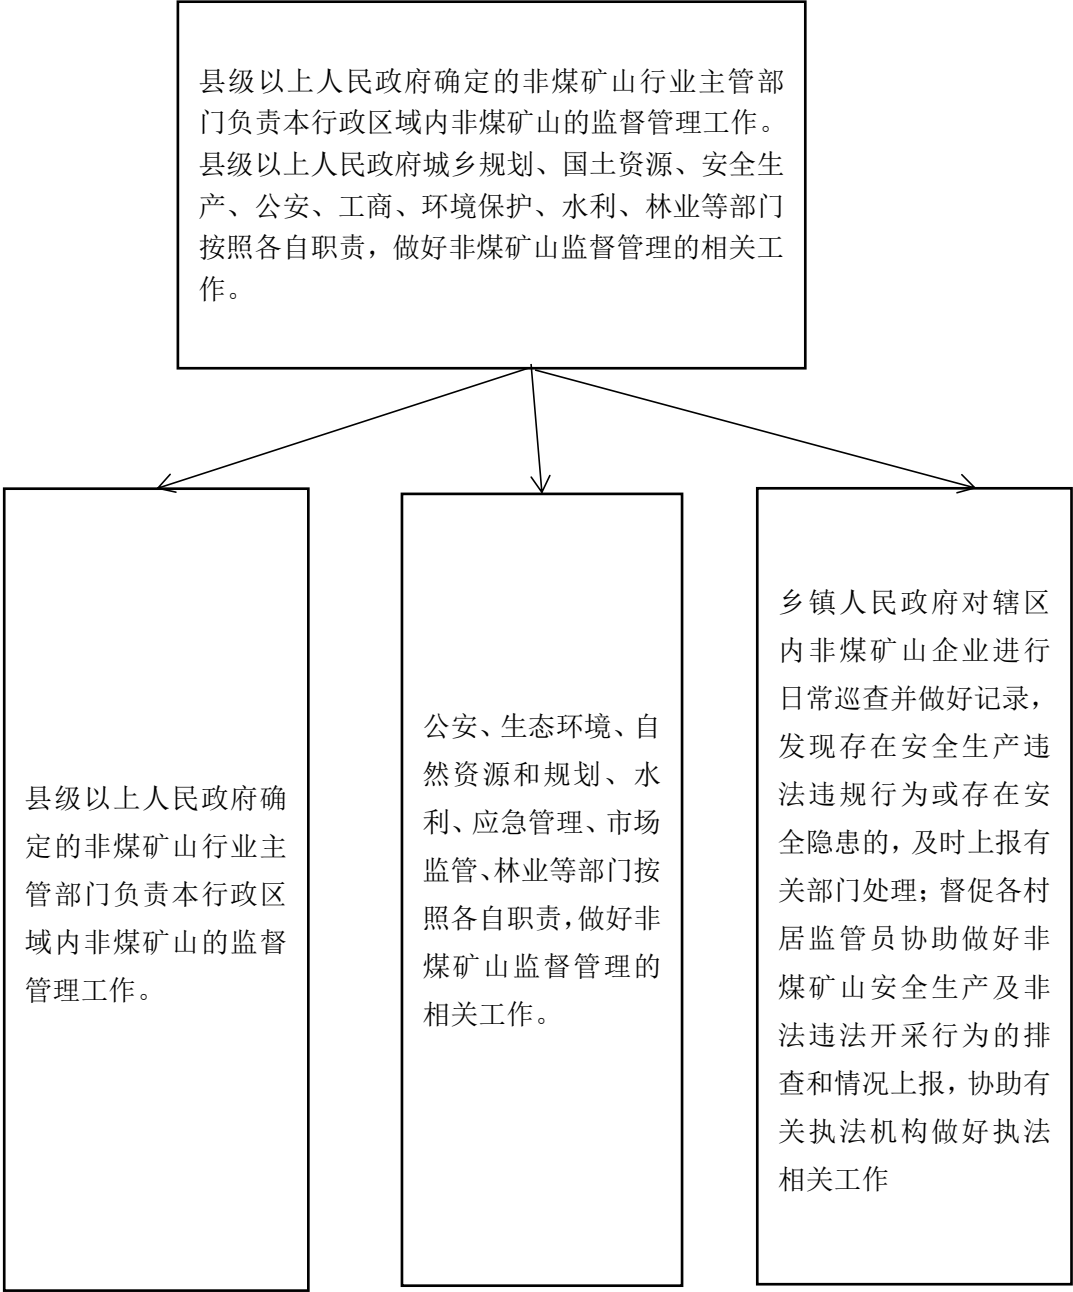 县级以上人民政府确定的非煤矿山行业主管部
门负责本行政区域内非煤矿山的监督管理工作。
县级以上人民政府城乡规划、国土资源、安全生
产、公安、工商、环境保护、水利、林业等部门
按照各自职责，做好非煤矿山监督管理的相关工
作。
县级以上人民政府确
定的非煤矿山行业主
管部门负责本行政区
域内非煤矿山的监督
管理工作。
公安、生态环境、自
然资源和规划、水
利、应急管理、市场
监管、林业等部门按
照各自职责，做好非
煤矿山监督管理的
相关工作。
乡镇人民政府对辖区
内非煤矿山企业进行
日常巡查并做好记录，
发现存在安全生产违
法违规行为或存在安
全隐患的，及时上报有
关部门处理；督促各村
居监管员协助做好非
煤矿山安全生产及非
法违法开采行为的排
查和情况上报，协助有
关执法机构做好执法
相关工作